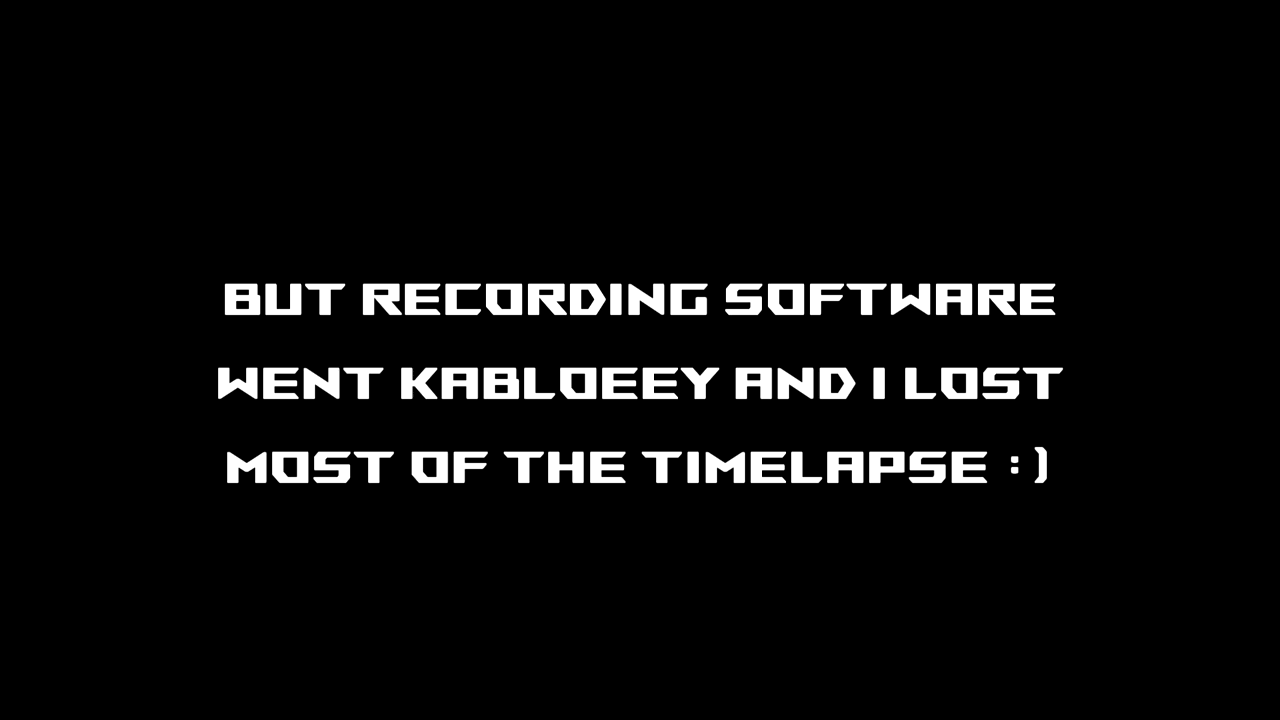 BUT RECORDING SOFTWARE
WENT KABLOEEY AND I LOST
MOST OF THE TIMELAPSE :)